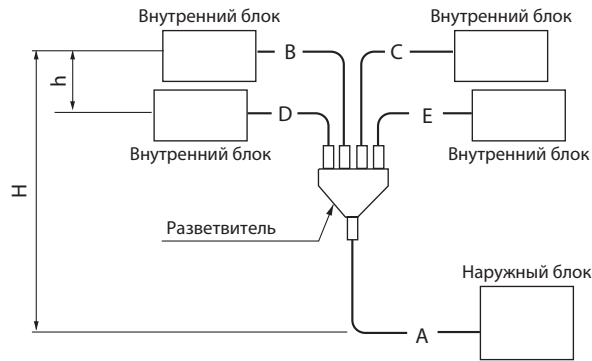 Внутренний блок
Внутренний блок
B
C
h
D
E
Внутренний блок
Внутренний блок
H
Разветвитель
Наружный блок
A